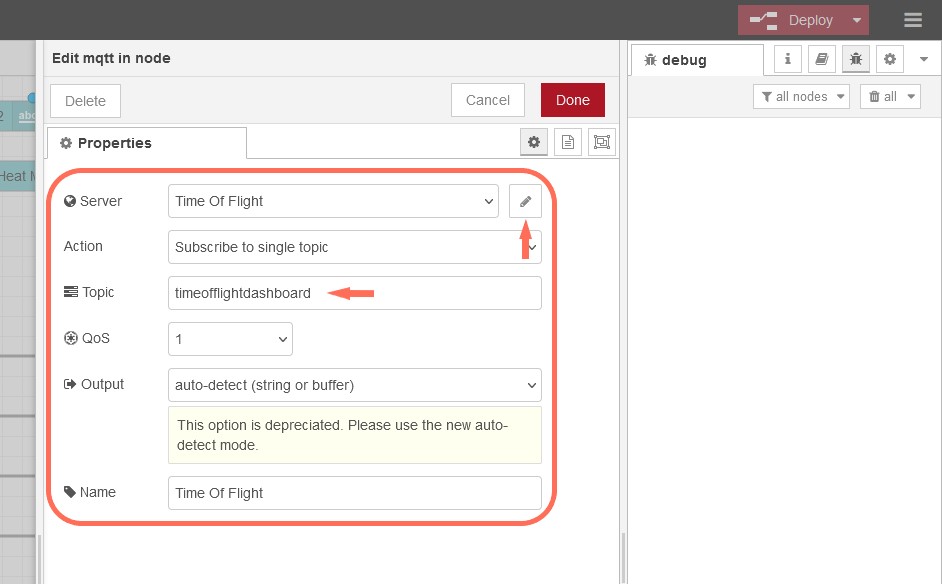 Deploy
Edit mqtt in node
debug
Delete
Cancel
Done
all nodes
all
Properties
2
abc
Heat M
Server
Time Of Flight
Action
Subscribe to single topic
Topic
timeofflightdashboard
QoS
1
Output
auto-detect (string or buffer)
This option is depreciated. Please use the new auto-
detect mode.
Name
Time Of Flight